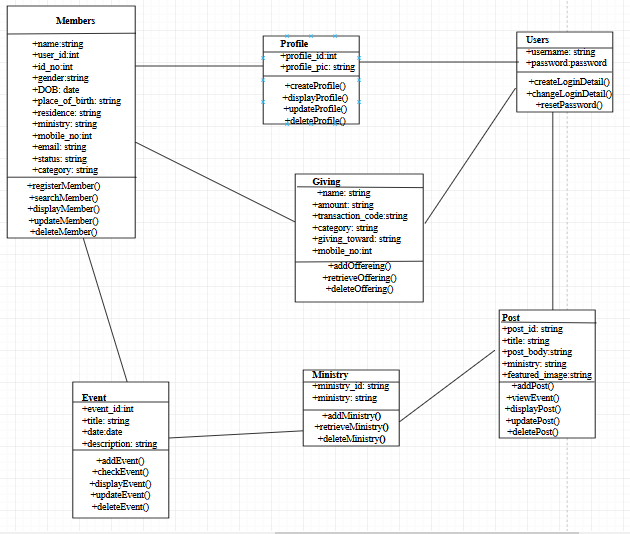 Members
+name:string
+user_id:int
+id_no:int
+gender:string
+DOB: date
+place_of_birth: string
+residence: string
+ministry: string
+mobile_no:int
+email: string
+status: string
+category: string
+registerMember()
+searchMember()
+displayMember()
+updateMember()
+deleteMember()
Profile
+profile_id:int
+profile_pic: string
+createProfile()
+displayProfile()
+updateProfile()
+deleteProfile()
Users
+username: string
+password:password
+createLoginDetail()
+changeLoginDetail()
+resetPassword()
Giving
+name: string
+amount: string
+transaction_code:string
+category: string
+giving_toward: string
+mobile_no:int
+addOffereing()
+retrieveOffering()
+deleteOffering()
Post
+post_id: string
+title: string
+post_body:string
+ministry: string
+featured_image:string
+addPost()
+viewEvent()
+displayPost()
+updatePost()
+deletePost()
Ministry
+ministry_id: string
+ministry: string
+addMinistry()
+retrieveMinistry()
+deleteMinistry()
Event
+event_id:int
+title: string
+date:date
+description: string
+addEvent()
+checkEvent()
+displayEvent()
+updateEvent()
+deleteEvent()